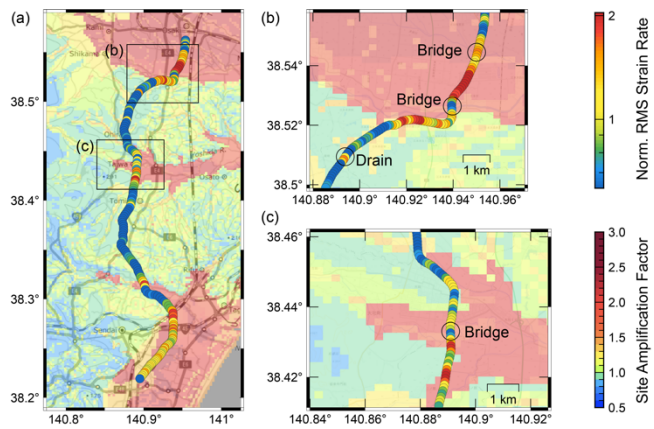 (a)
(b)
(c)
38.5°
38.4°
38.3°
38.2°
140.8°
140.9°
141°
(b)
Bridge
Bridge
Drain
1 km
38.54°
38.52°
38.5°
140.88°
140.9°
140.92°
140.94°
140.96°
(c)
Bridge
1 km
38.46°
38.44°
38.42°
140.84°
140.86°
140.88°
140.9°
140.92°
2
1
0
Norm. RMS Strain Rate
3.0
2.5
2.0
1.5
1.0
0.5
Site Amplification Factor